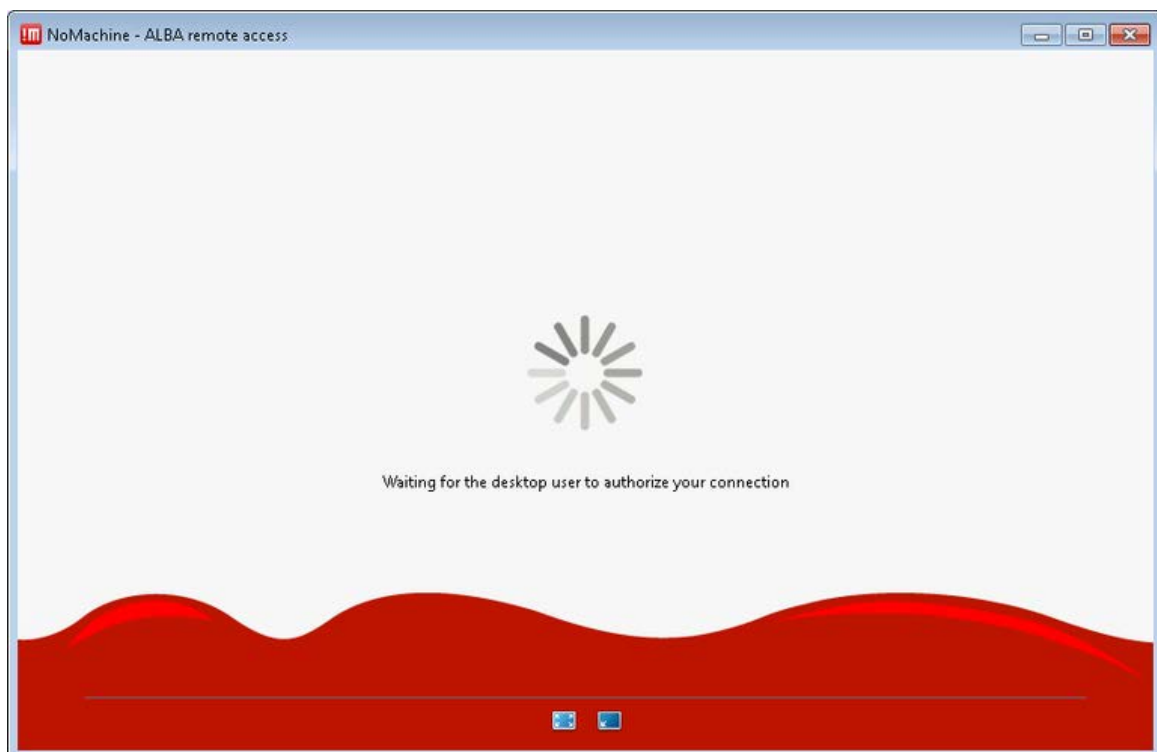 !M NoMachine - ALBA remote access
Waiting for the desktop user to authorize your connection